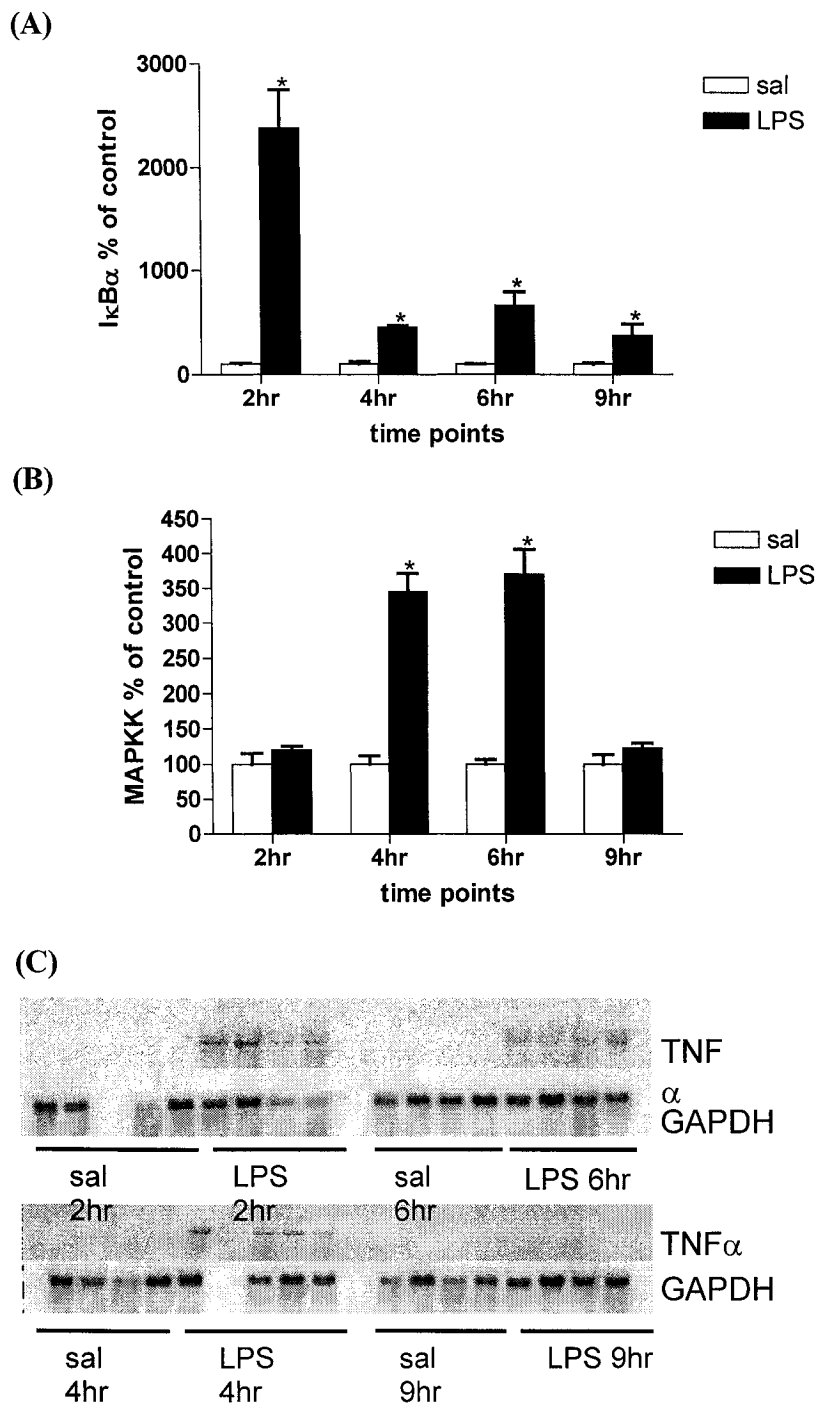 (A)
3000
2000
1000
0
IκBα % of control
*
*
*
*
sal
LPS
2hr 4hr 6hr 9hr
time points
(B)
450
400
350
300
250
200
150
100
50
0
MAPKK % of control
*
*
sal
LPS
2hr 4hr 6hr 9hr
time points
(C)
TNF
α
GAPDH
sal
2hr
LPS
2hr
sal
6hr
LPS 6hr
TNFα
GAPDH
sal
4hr
LPS
4hr
sal
9hr
LPS 9hr